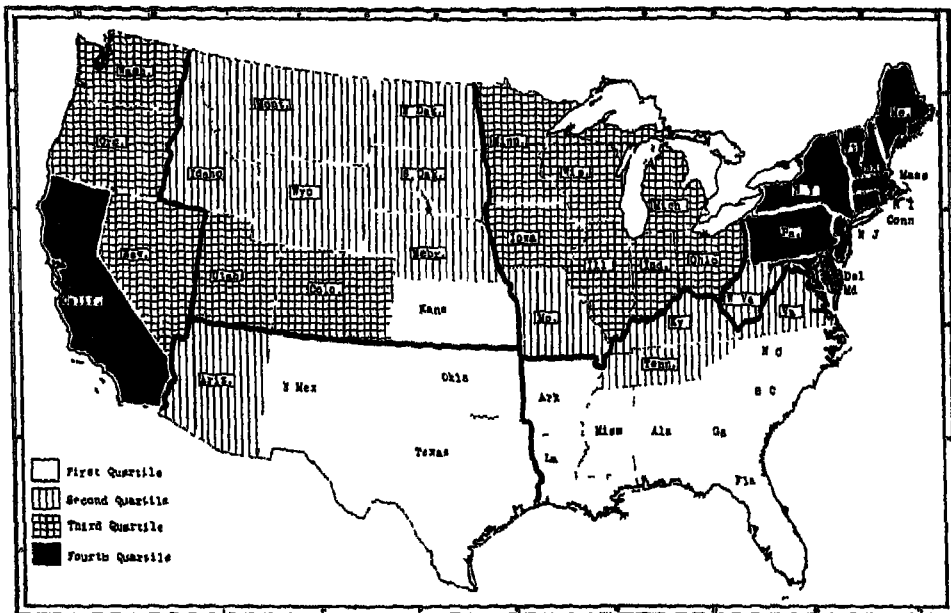 Wash.
Mont.
N Dak.
Minn.
Me.
Ore.
Idaho
Wyo
S Dak.
Wis.
Mich
N Y
Mass
R I
Conn
Nev.
Utah
Colo.
Nebr.
Iowa
Ill
Ind.
Ohio
Pa.
N J
Del
Md
Calif.
Kans
Mo.
Ky
W Va
Va
Ariz.
N Mex
Okla
Ark
Tenn.
N C
S C
Texas
La
Miss
Ala
Ga
Fla
First Quartile
Second Quartile
Third Quartile
Fourth Quartile